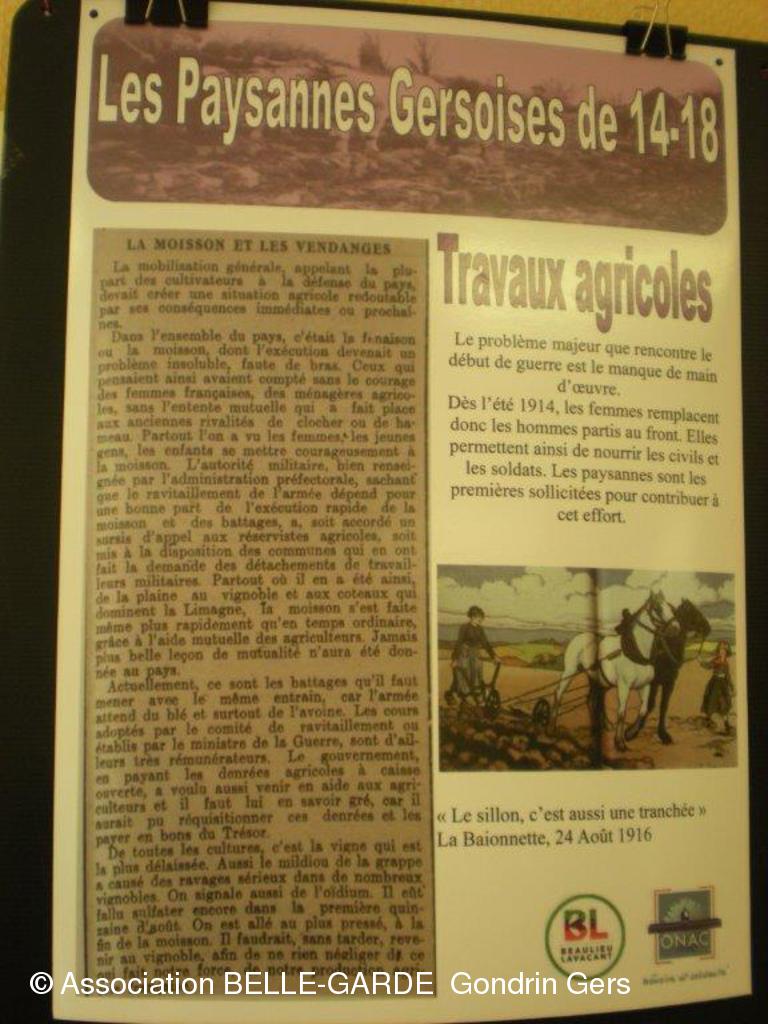 Les Paysannes Gersoises de 14-18
LA MOISSON ET LES VENDANGES
La mobilisation générale, appelant la plu-
part des cultivateurs à la défense du pays,
devait créer une situation agricole redoutable
par ses conséquences immédiates ou prochai-
nes.
Dans l'ensemble du pays, c'était la fenaison
ou la moisson, dont l'exécution devenait un
problème insoluble, faute de bras. Ceux qui
pensaient ainsi avaient compté sans le courage
des femmes françaises, des ménagères agrico-
les, sans l'entente mutuelle qui a fait place
aux anciennes rivalités de clocher ou de ha-
meau. Partout l'on a vu les femmes, les jeunes
gens, les enfants se mettre courageusement à
la moisson. L'autorité militaire, bien rensei-
gnée par l'administration préfectorale, sachant
que le ravitaillement de l'armée dépend pour
une bonne part de l'exécution rapide de la
moisson et des battages, a, soit accordé un
sursis d'appel aux réservistes agricoles, soit
mis à la disposition des communes qui en ont
fait la demande des détachements de travail-
leurs militaires. Partout où il en a été ainsi,
de la plaine au vignoble et aux coteaux qui
dominent la Limagne, la moisson s'est faite
même plus rapidement qu'en temps ordinaire,
grâce à l'aide mutuelle des agriculteurs. Jamais
plus belle leçon de mutualité n'aura été don-
née au pays.
Actuellement, ce sont les battages qu'il faut
mener avec le même entrain, car l'armée
attend du blé et surtout de l'avoine. Les cours
adoptés par le comité de ravitaillement ou
établis par le ministre de la Guerre, sont d'ail-
leurs très rémunérateurs. Le gouvernement,
en payant les denrées agricoles à caisse
ouverte, a voulu aussi venir en aide aux agri-
culteurs et il faut lui en savoir gré, car il
aurait pu réquisitionner ces denrées et les
payer en bons du Trésor.
De toutes les cultures, c'est la vigne qui est
la plus délaissée. Aussi le mildiou de la grappe
a causé des ravages sérieux dans de nombreux
vignobles. On signale aussi de l'oïdium. Il eût
fallu sulfater encore dans la première quin-
zaine d'août. On est allé au plus pressé, à la
fin de la moisson. Il faudrait, sans tarder, reve-
nir au vignoble, afin de ne rien négliger de ce
qui fait notre force, de notre production
Travaux agricoles
Le problème majeur que rencontre le
début de guerre est le manque de main
d'œuvre.
Dès l'été 1914, les femmes remplacent
donc les hommes partis au front. Elles
permettent ainsi de nourrir les civils et
les soldats. Les paysannes sont les
premières sollicitées pour contribuer à
cet effort.
« Le sillon, c'est aussi une tranchée »
La Baionnette, 24 Août 1916
BL
BEAULIEU
LAVACANT
ONAC
© Association BELLE-GARDE Gondrin Gers